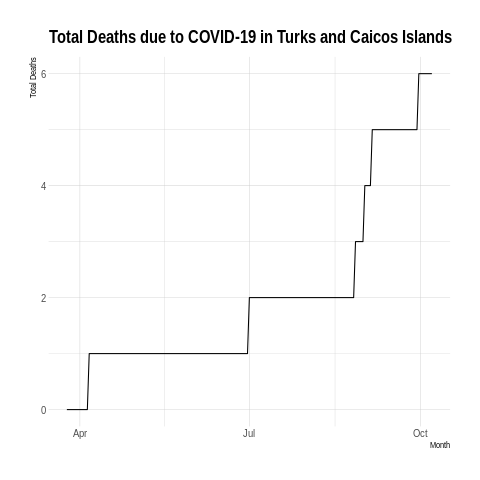 Total Deaths due to COVID-19 in Turks and Caicos Islands
Total Deaths
6
4
2
0
Apr
Jul
Oct
Month